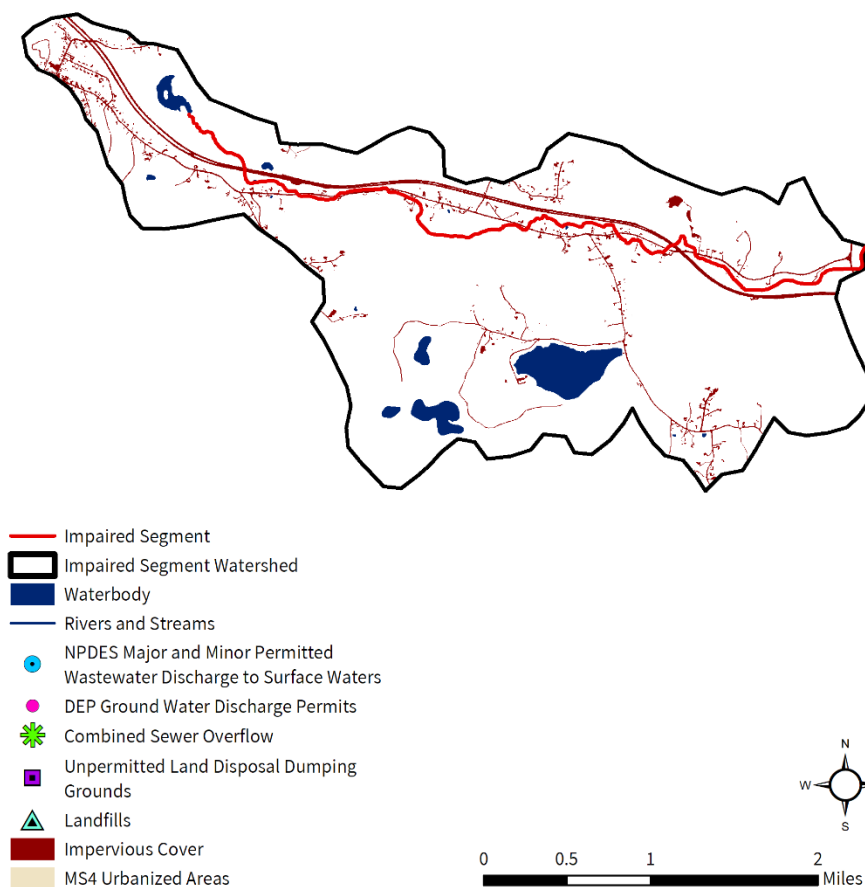 Impaired Segment
Impaired Segment Watershed
Waterbody
Rivers and Streams
NPDES Major and Minor Permitted
Wastewater Discharge to Surface Waters
DEP Ground Water Discharge Permits
Combined Sewer Overflow
Unpermitted Land Disposal Dumping
Grounds
Landfills
Impervious Cover
MS4 Urbanized Areas
N
W
S
0 0.5 1 2
Miles